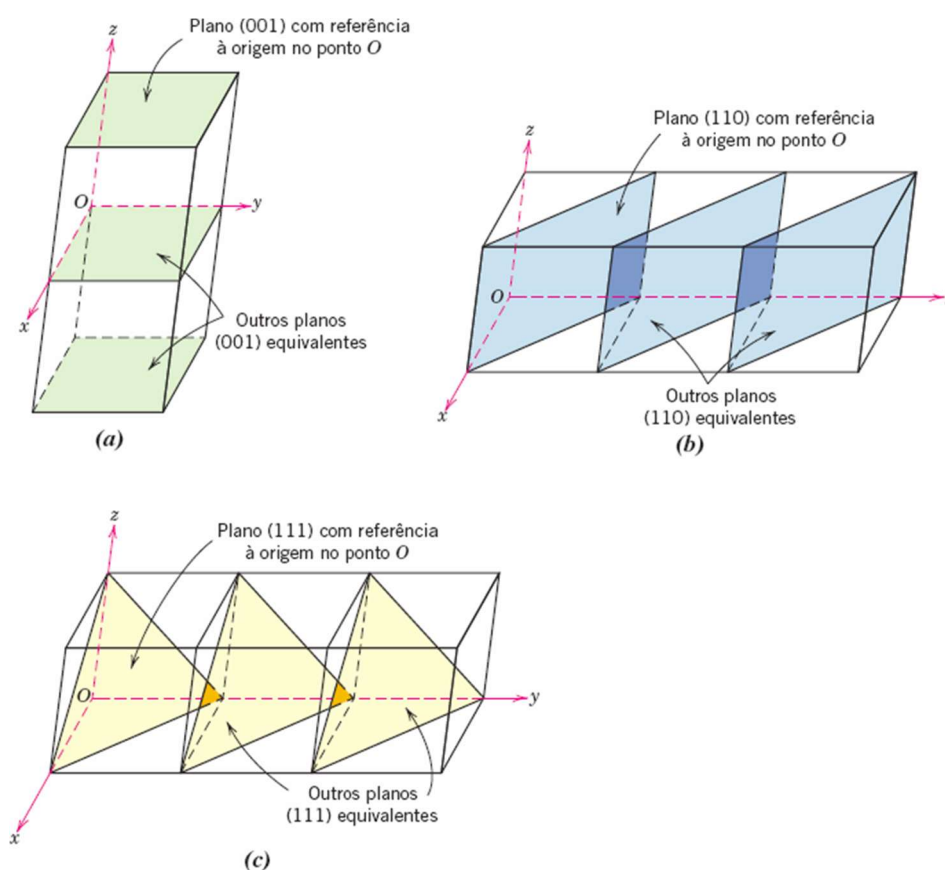 z
Plano (001) com referência
à origem no ponto O
O
y
x
Outros planos
(001) equivalentes
(a)
Plano (110) com referência
à origem no ponto O
z
O
x
Outros planos
(110) equivalentes
(b)
z
Plano (111) com referência
à origem no ponto O
O
y
x
Outros planos
(111) equivalentes
(c)